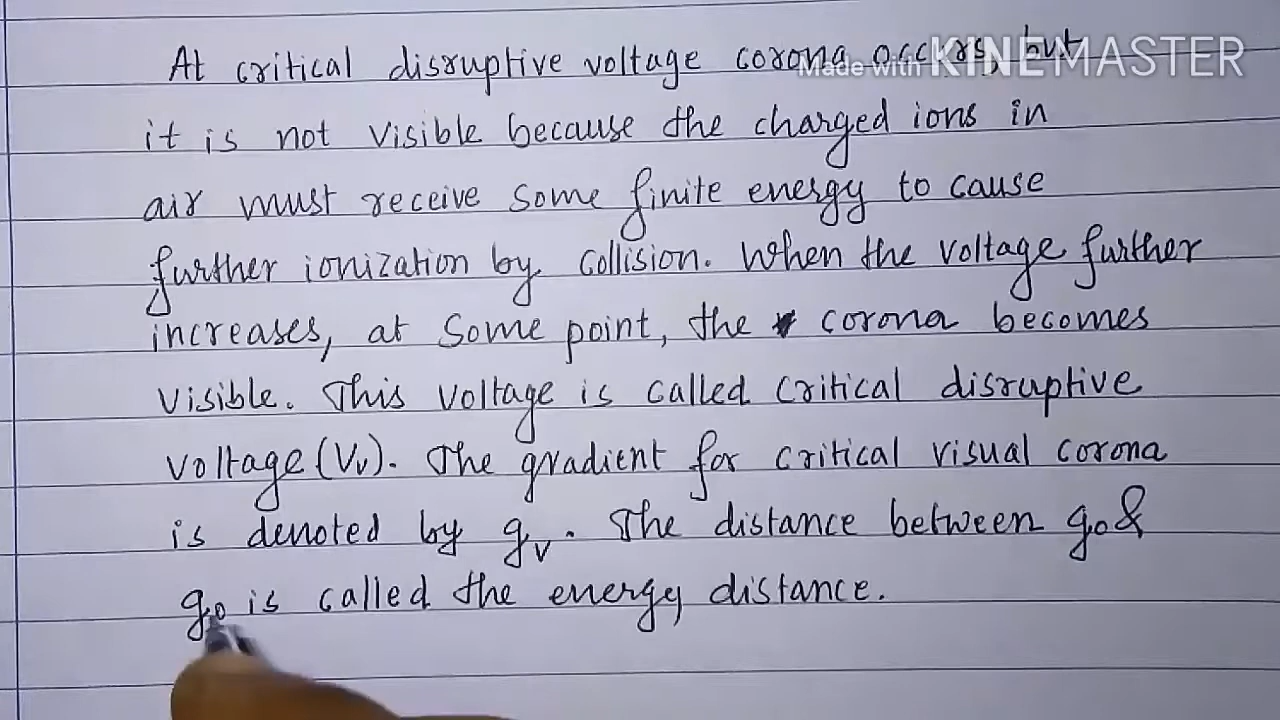 At critical disruptive voltage corona occurs, but
Made with KINEMASTER
it is not visible because the charged ions in
air must receive some finite energy to cause
further ionization by collision. When the voltage further
increases, at some point, the corona becomes
visible. This voltage is called critical disruptive
voltage (Vv). The gradient for critical visual corona
is denoted by gv. The distance between go &
go is called the energy distance.